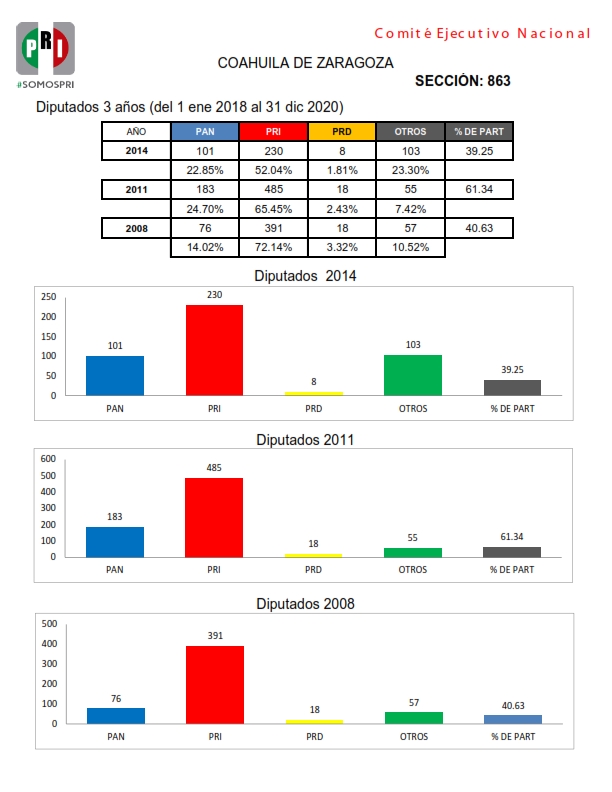 Comité Ejecutivo Nacional
PRI
#SOMOSPRI
COAHUILA DE ZARAGOZA
SECCIÓN: 863
Diputados 3 años (del 1 ene 2018 al 31 dic 2020)
AÑO PAN PRI PRD OTROS % DE PART
2014 101 230 8 103 39.25
22.85% 52.04% 1.81% 23.30%
2011 183 485 18 55 61.34
24.70% 65.45% 2.43% 7.42%
2008 76 391 18 57 40.63
14.02% 72.14% 3.32% 10.52%
Diputados 2014
250
200
150
100
50
0
101 230 8 103 39.25
PAN PRI PRD OTROS % DE PART
Diputados 2011
600
500
400
300
200
100
0
183 485 18 55 61.34
PAN PRI PRD OTROS % DE PART
Diputados 2008
500
400
300
200
100
0
76 391 18 57 40.63
PAN PRI PRD OTROS % DE PART